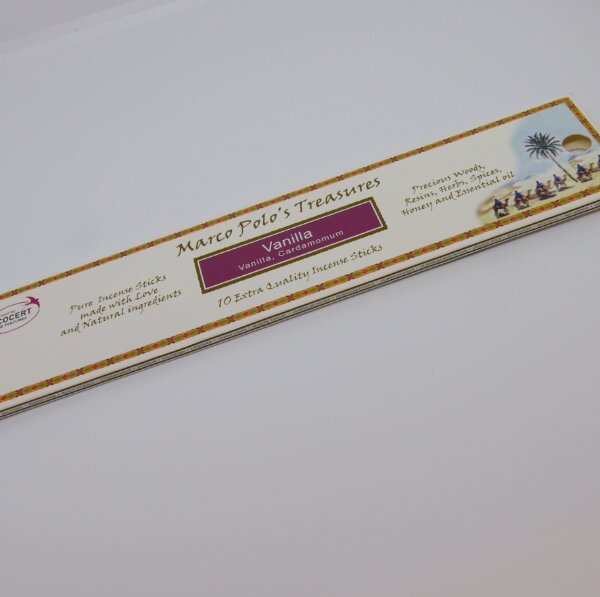 COCERT
Pure Incense Sticks
made with Love
and Natural ingredients
Marco Polo's Treasures
Vanilla
Vanilla, Cardamomum
10 Extra Quality Incense Sticks
Precious Woods,
Resins, Herbs, Spices,
Honey and Essential oil